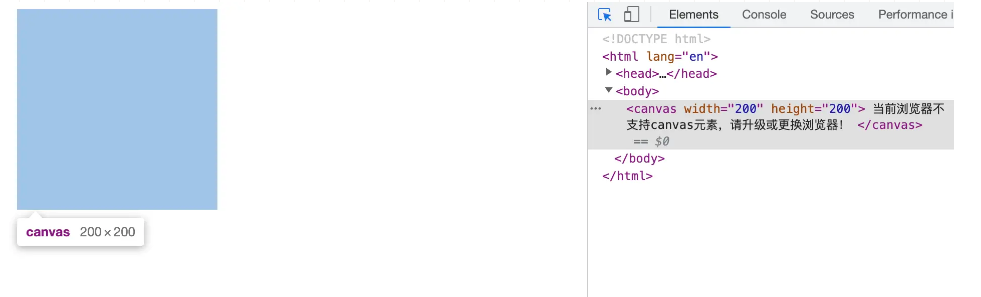 Elements Console Sources Performance i
<!DOCTYPE html>
<html lang="en">
<head>…</head>
<body>
<canvas width="200" height="200"> 当前浏览器不
支持canvas元素，请升级或更换浏览器！ </canvas>
== $0
</body>
</html>
canvas 200 × 200